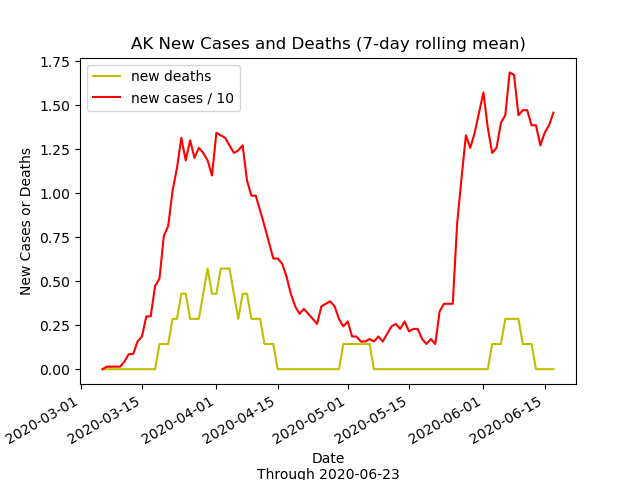 AK New Cases and Deaths (7-day rolling mean)
new deaths
new cases / 10
New Cases or Deaths
1.75
1.50
1.25
1.00
0.75
0.50
0.25
0.00
2020-03-01
2020-03-15
2020-04-01
2020-04-15
2020-05-01
2020-05-15
2020-06-01
2020-06-15
Date
Through 2020-06-23